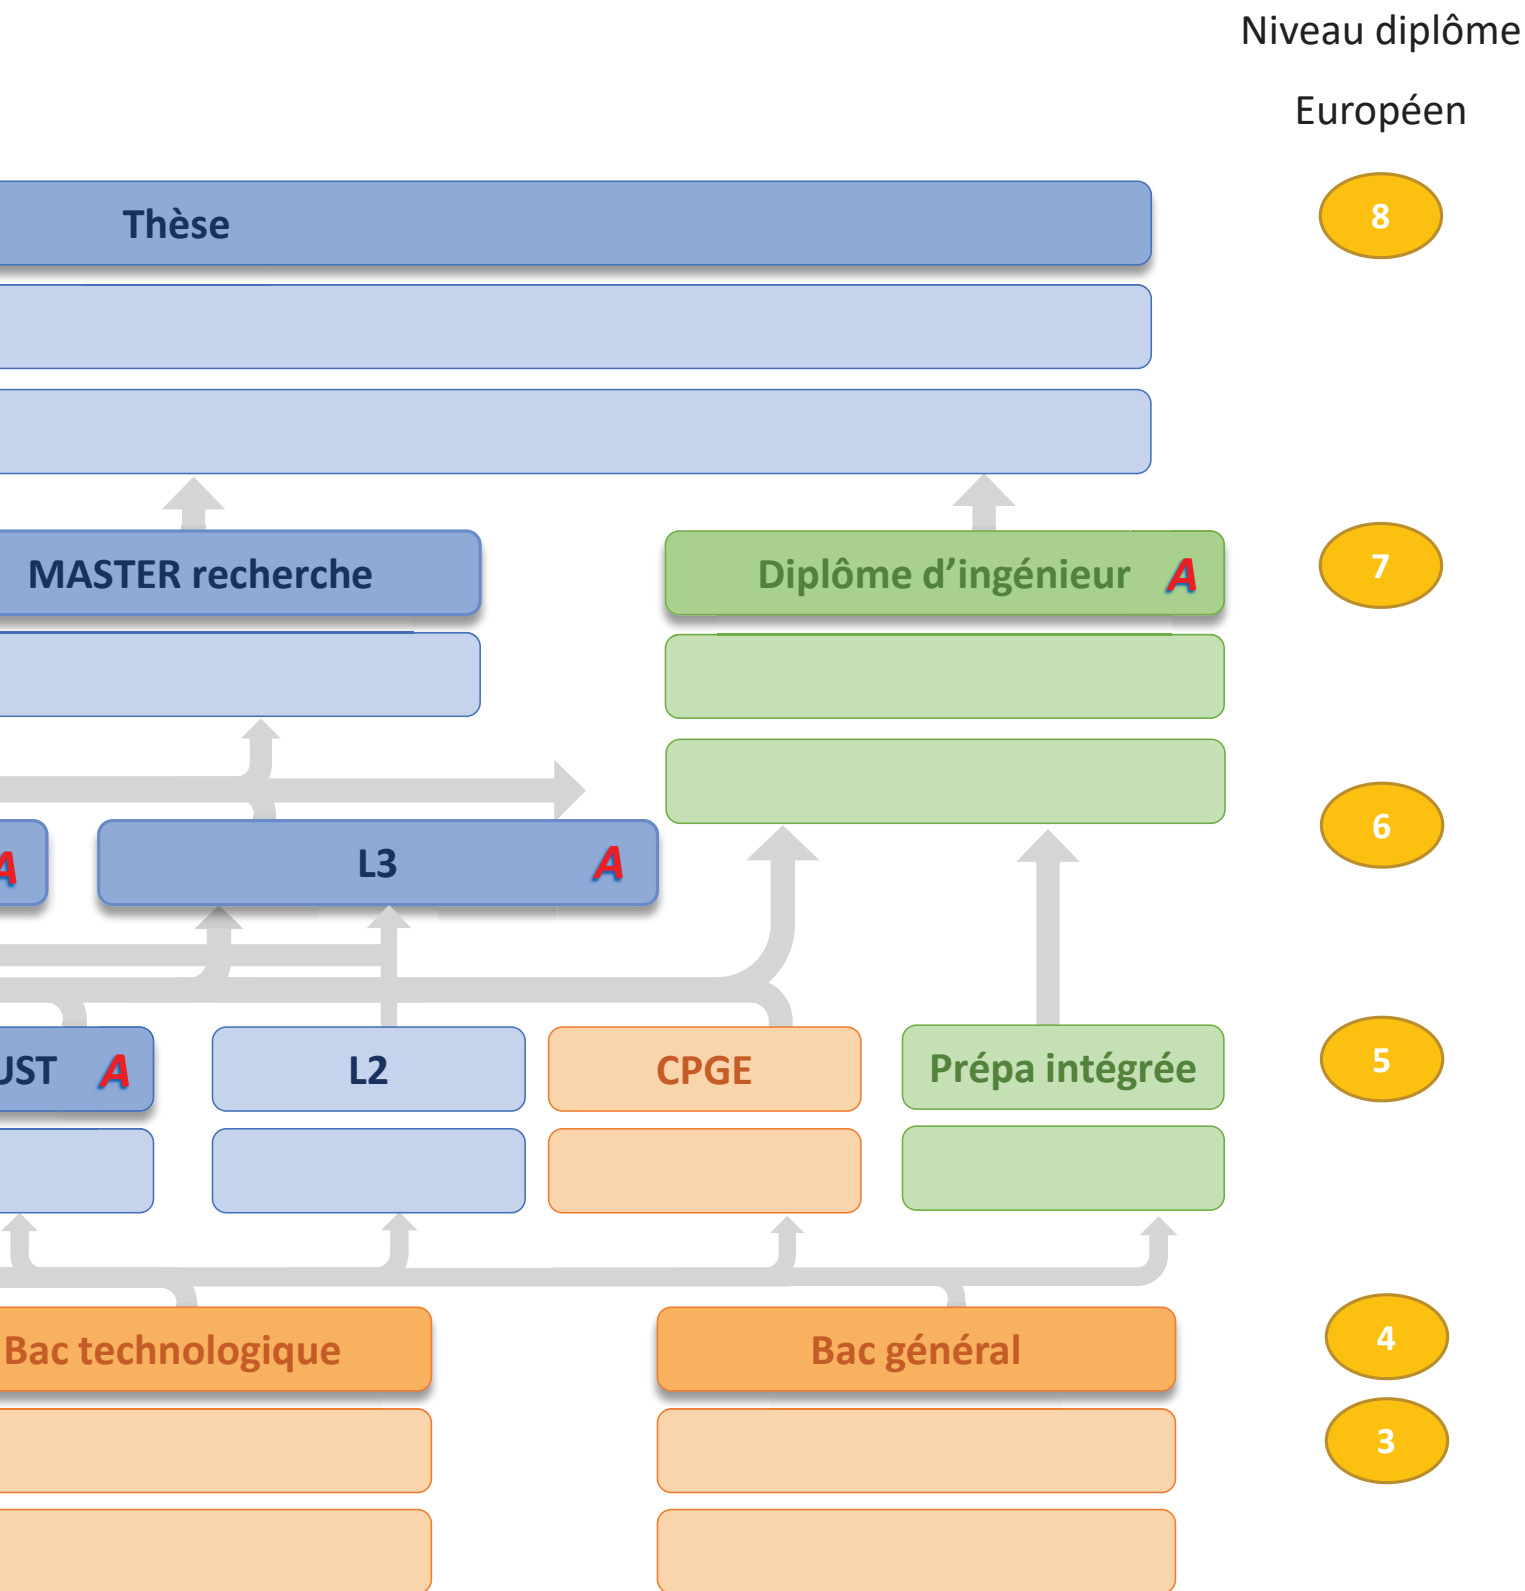 Niveau diplôme
Européen
Thèse
8
MASTER recherche
Diplôme d’ingénieur A
7
6
A
L3 A
UST A
L2
CPGE
Prépa intégrée
5
Bac technologique
Bac général
4
3